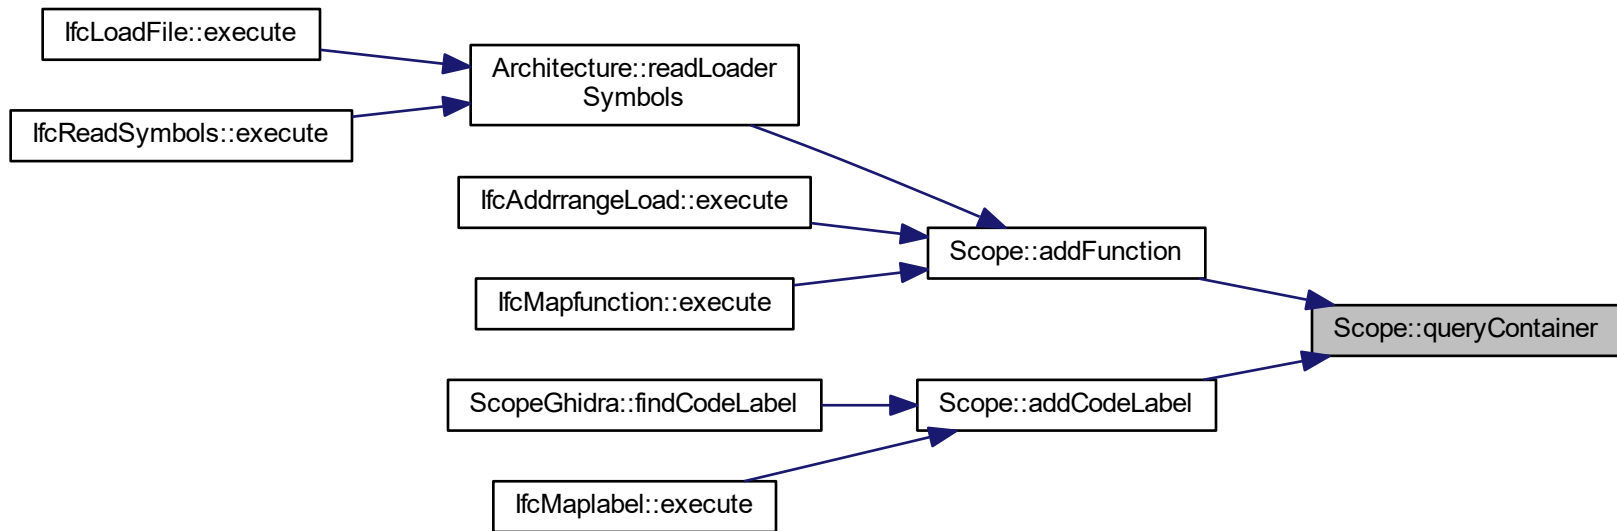 IfcLoadFile::execute
Architecture::readLoader
Symbols
IfcReadSymbols::execute
IfcAddrrangeLoad::execute
Scope::addFunction
IfcMapfunction::execute
Scope::queryContainer
ScopeGhidra::findCodeLabel
Scope::addCodeLabel
IfcMaplabel::execute